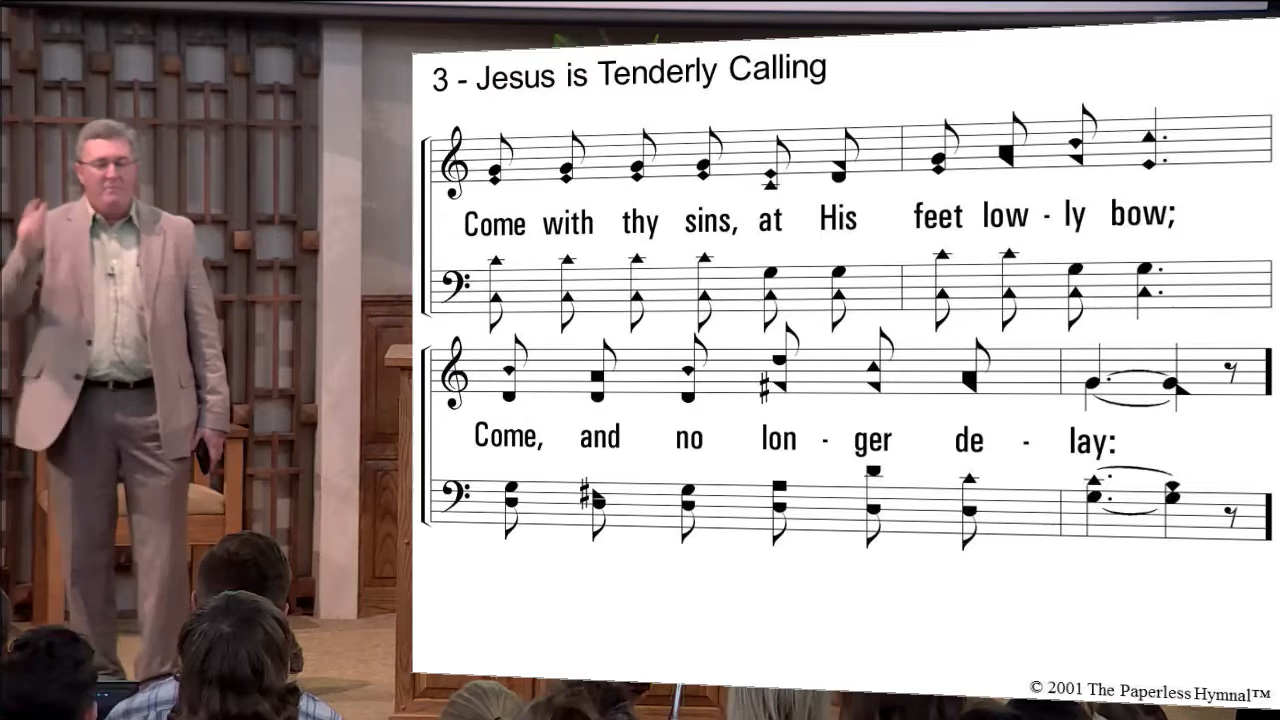 3 - Jesus is Tenderly Calling
Come with thy sins, at His feet low - ly bow;
Come, and no lon - ger de - lay:
© 2001 The Paperless Hymnal™